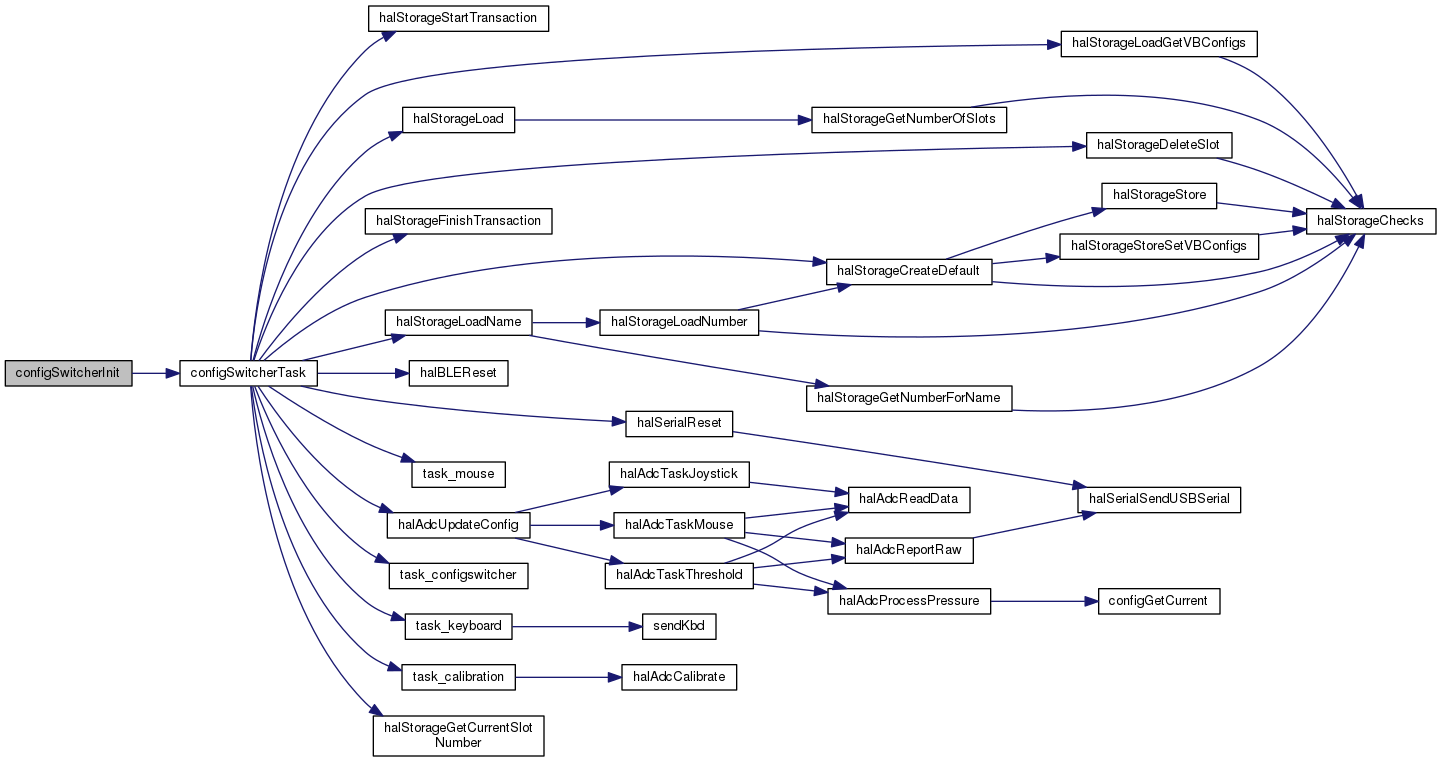 halStorageStartTransaction
halStorageLoadGetVBConfigs
halStorageLoad
halStorageGetNumberOfSlots
halStorageDeleteSlot
halStorageStore
halStorageFinishTransaction
halStorageChecks
halStorageStoreSetVBConfigs
halStorageCreateDefault
halStorageLoadName
halStorageLoadNumber
configSwitcherInit
configSwitcherTask
halBLEReset
halStorageGetNumberForName
halSerialReset
task_mouse
halAdcTaskJoystick
halAdcReadData
halSerialSendUSBSerial
halAdcUpdateConfig
halAdcTaskMouse
halAdcReportRaw
task_configswitcher
halAdcTaskThreshold
halAdcProcessPressure
configGetCurrent
task_keyboard
sendKbd
task_calibration
halAdcCalibrate
halStorageGetCurrentSlot
Number